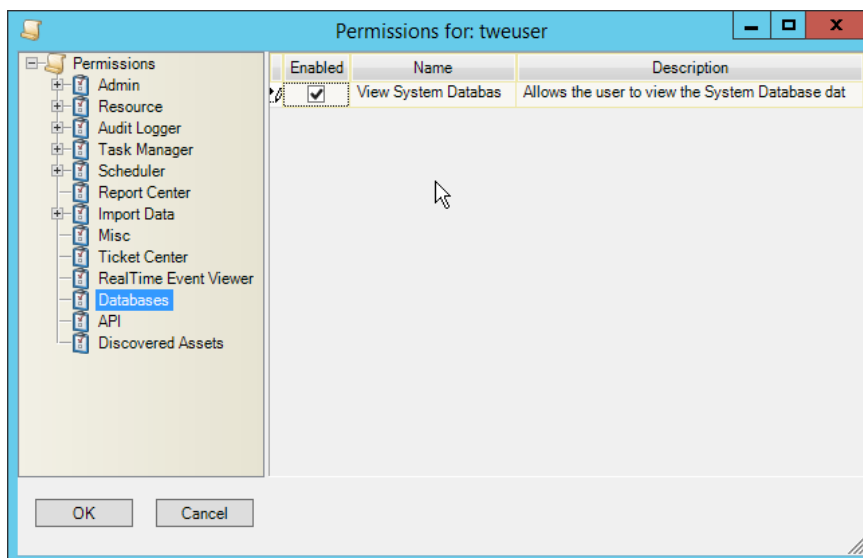 Permissions for: tweuser
Permissions
Admin
Resource
Audit Logger
Task Manager
Scheduler
Report Center
Import Data
Misc
Ticket Center
RealTime Event Viewer
Databases
API
Discovered Assets
Enabled Name Description
View System Databas Allows the user to view the System Database dat
OK Cancel